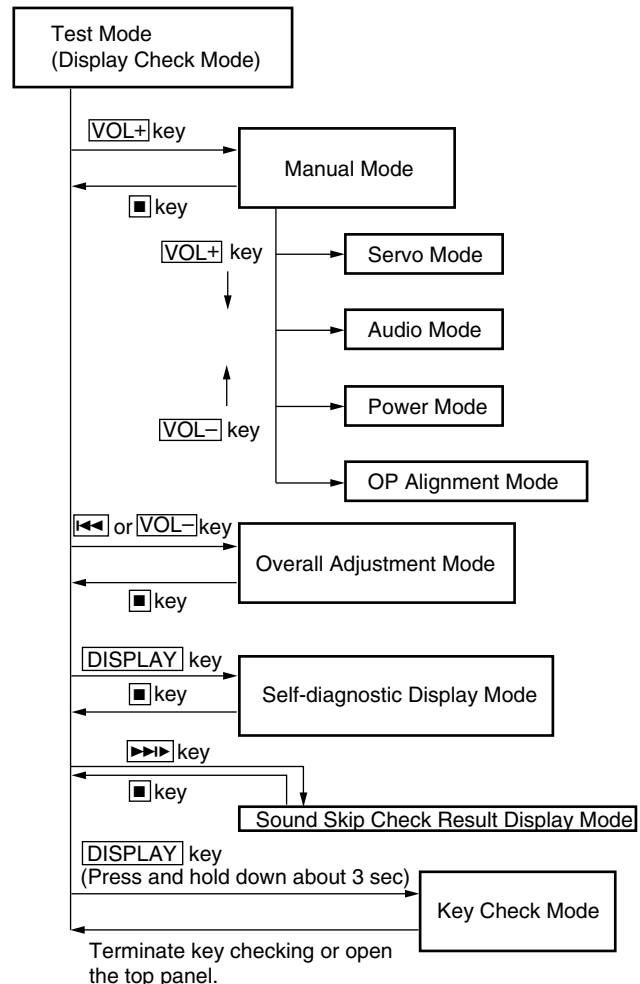 Test Mode
(Display Check Mode)
VOL+ key
Manual Mode
■ key
VOL+ key
Servo Mode
Audio Mode
Power Mode
VOL– key
OP Alignment Mode
⏮ or VOL– key
Overall Adjustment Mode
■ key
DISPLAY key
Self-diagnostic Display Mode
■ key
▶▶I▶ key
■ key
Sound Skip Check Result Display Mode
DISPLAY key
(Press and hold down about 3 sec)
Key Check Mode
Terminate key checking or open
the top panel.